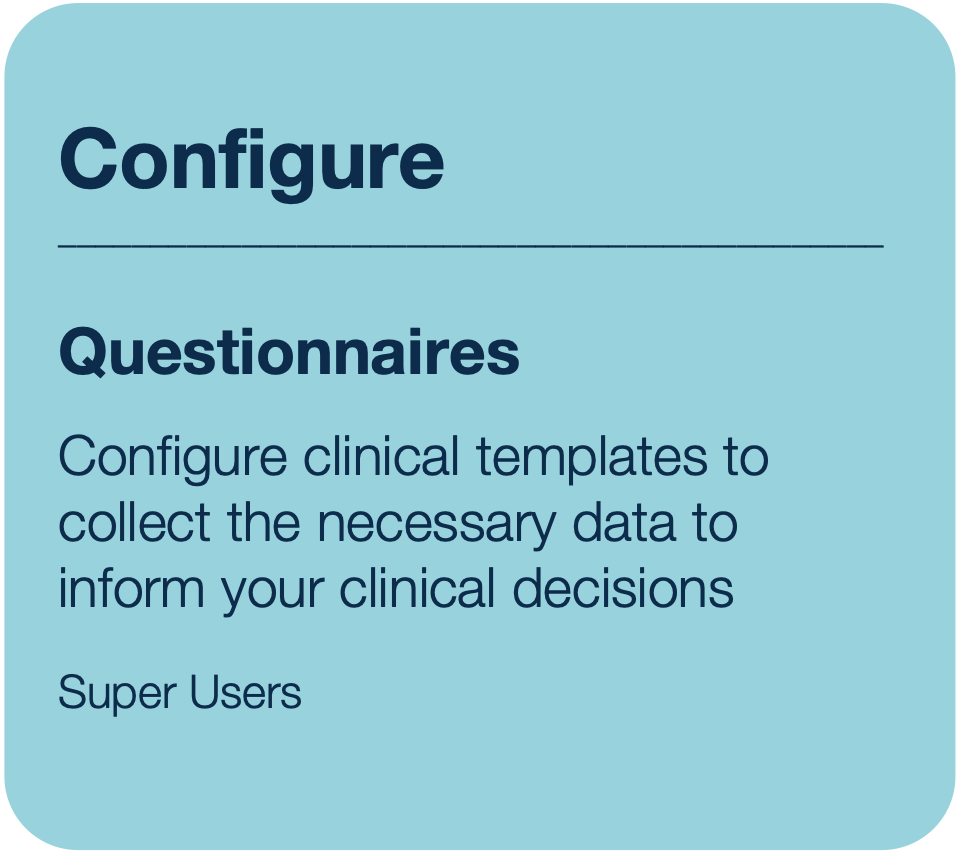 Configure
Questionnaires
Configure clinical templates to
collect the necessary data to
inform your clinical decisions
Super Users